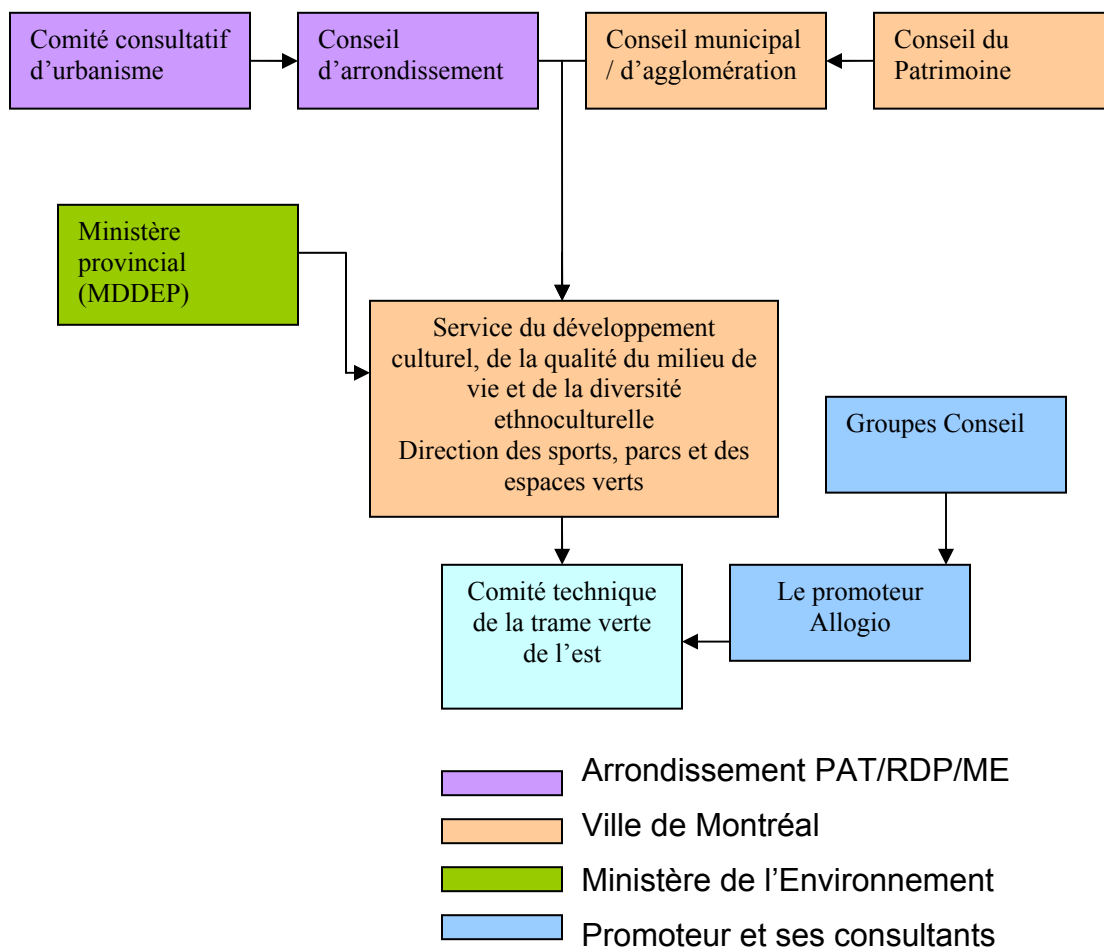 Comité consultatif
d’urbanisme
Conseil
d’arrondissement
Conseil municipal
/ d’agglomération
Conseil du
Patrimoine
Ministère
provincial
(MDDEP)
Service du développement
culturel, de la qualité du milieu de
vie et de la diversité
ethnoculturelle
Direction des sports, parcs et des
espaces verts
Groupes Conseil
Comité technique
de la trame verte
de l’est
Le promoteur
Allogio
Arrondissement PAT/RDP/ME
Ville de Montréal
Ministère de l’Environnement
Promoteur et ses consultants